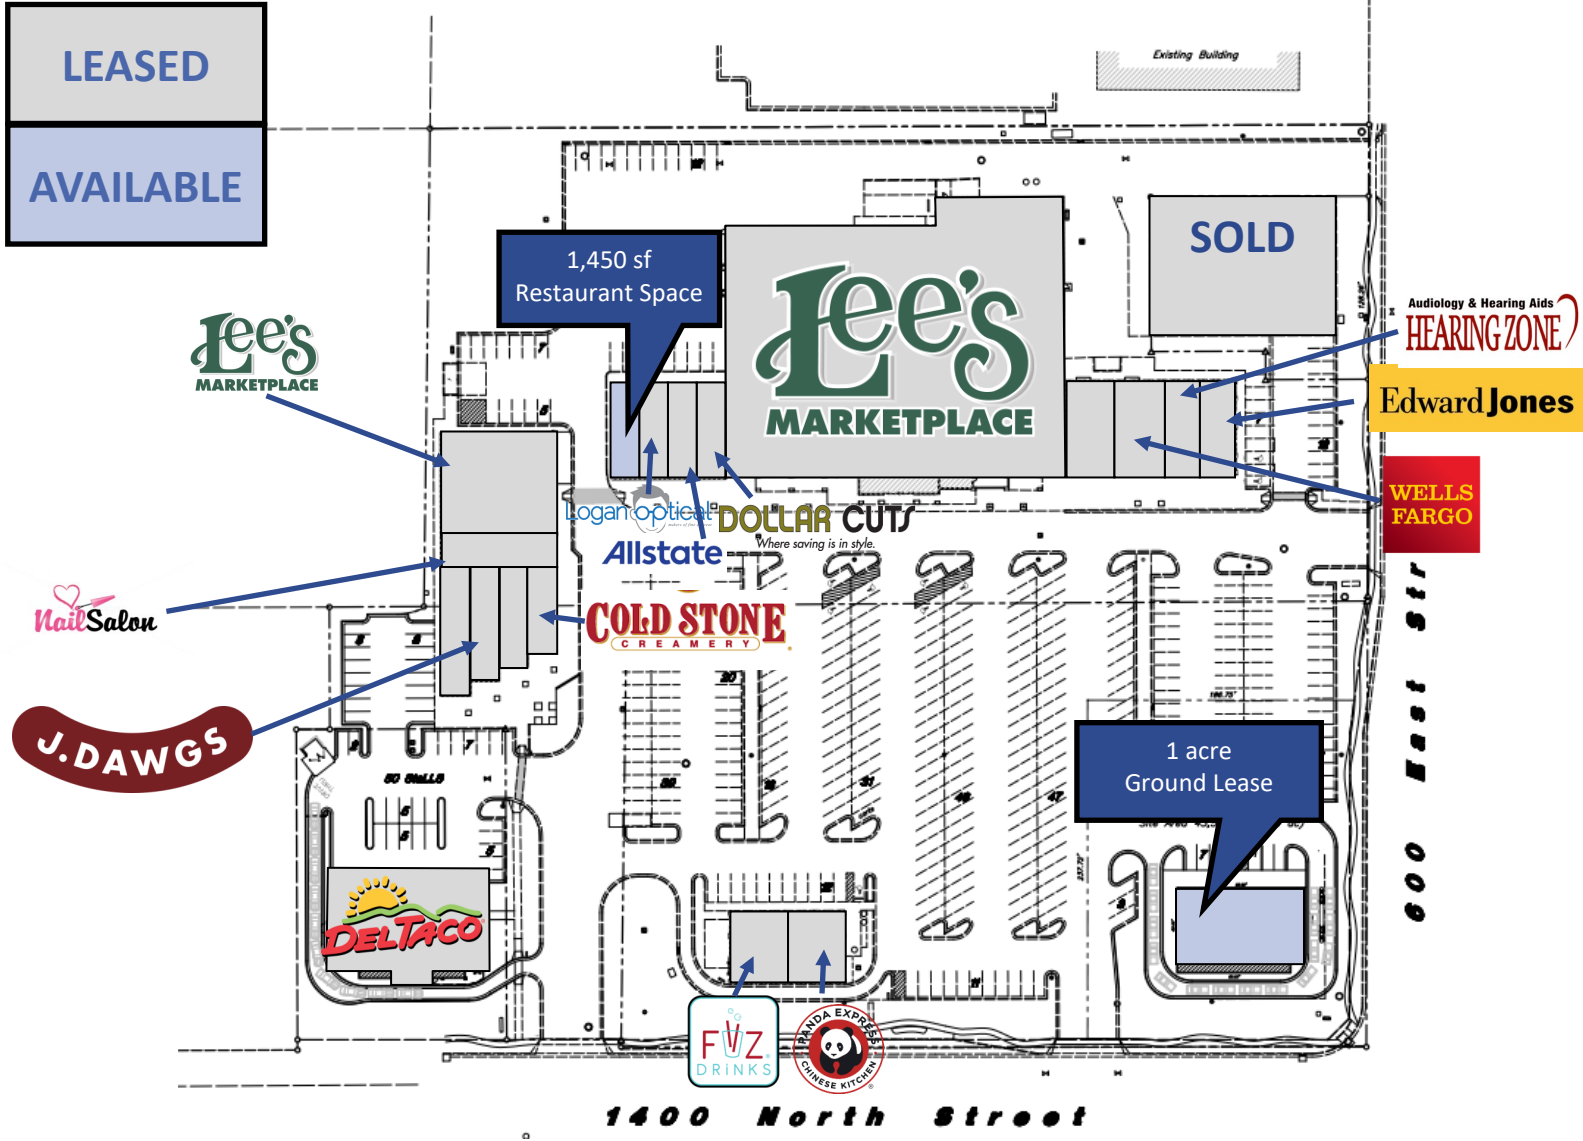 LEASED
AVAILABLE
Existing Building
SOLD
1,450 sf
Restaurant Space
Lee's
MARKETPLACE
Lee's
MARKETPLACE
Audiology & Hearing Aids
HEARING ZONE
Edward Jones
WELLS
FARGO
Logan optical
DOLLAR CUTS
Where saving is in style.
Allstate
COLD STONE
CREAMERY
Nail Salon
J.DAWGS
1 acre
Ground Lease
50 StallS
DEL TACO
FiiZ
DRiNKS
PANDA EXPRESS
CHINESE KITCHEN
600 East Str
1400 North Street